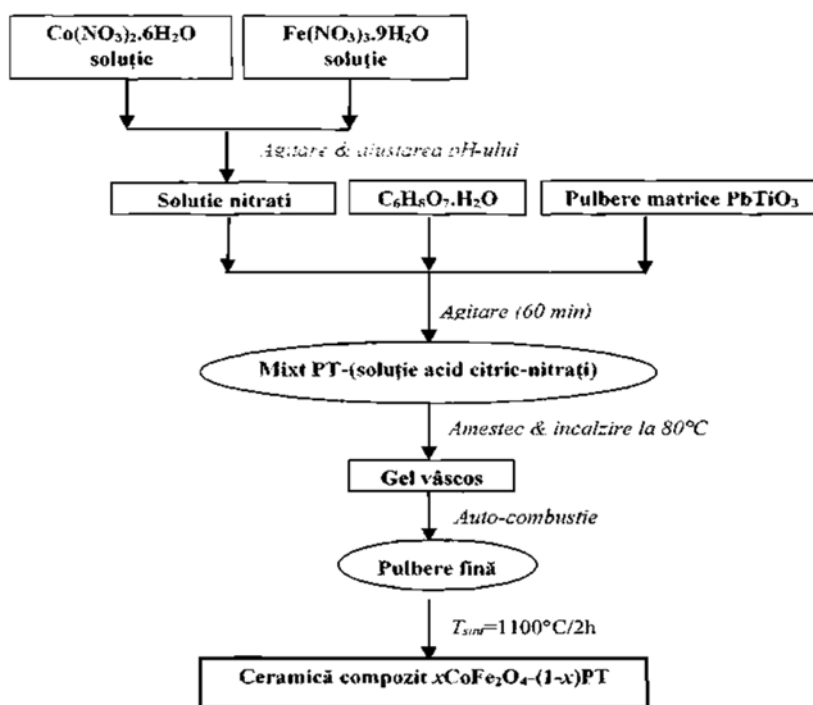 Co(NO₃)₂.6H₂O
soluție
Fe(NO₃)₃.9H₂O
soluție
Agitare & ajustarea pH-ului
Solutie nitrati
C₆H₈O₇.H₂O
Pulbere matrice PbTiO₃
Agitare (60 min)
Mixt PT-(soluție acid citric-nitrați)
Amestec & incalzire la 80°C
Gel vâscos
Auto-combustie
Pulbere fină
T_sint=1100°C/2h
Ceramică compozit xCoFe₂O₄-(1-x)PT